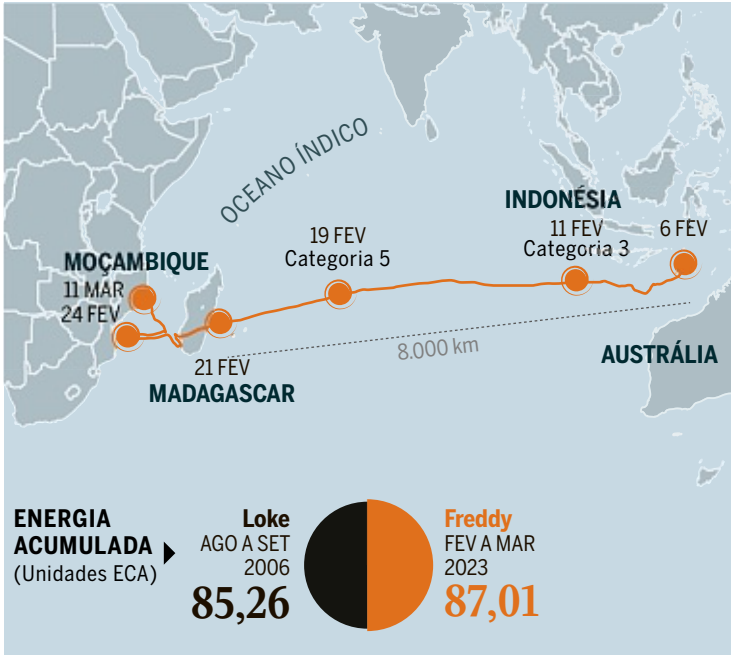 OCEANO ÍNDICO
INDONÉSIA
19 FEV
Categoria 5
11 FEV
Categoria 3
6 FEV
MOÇAMBIQUE
11 MAR
24 FEV
8.000 km
AUSTRÁLIA
21 FEV
MADAGASCAR
ENERGIA
ACUMULADA
(Unidades ECA)
Loke
AGO A SET
2006
85,26
Freddy
FEV A MAR
2023
87,01